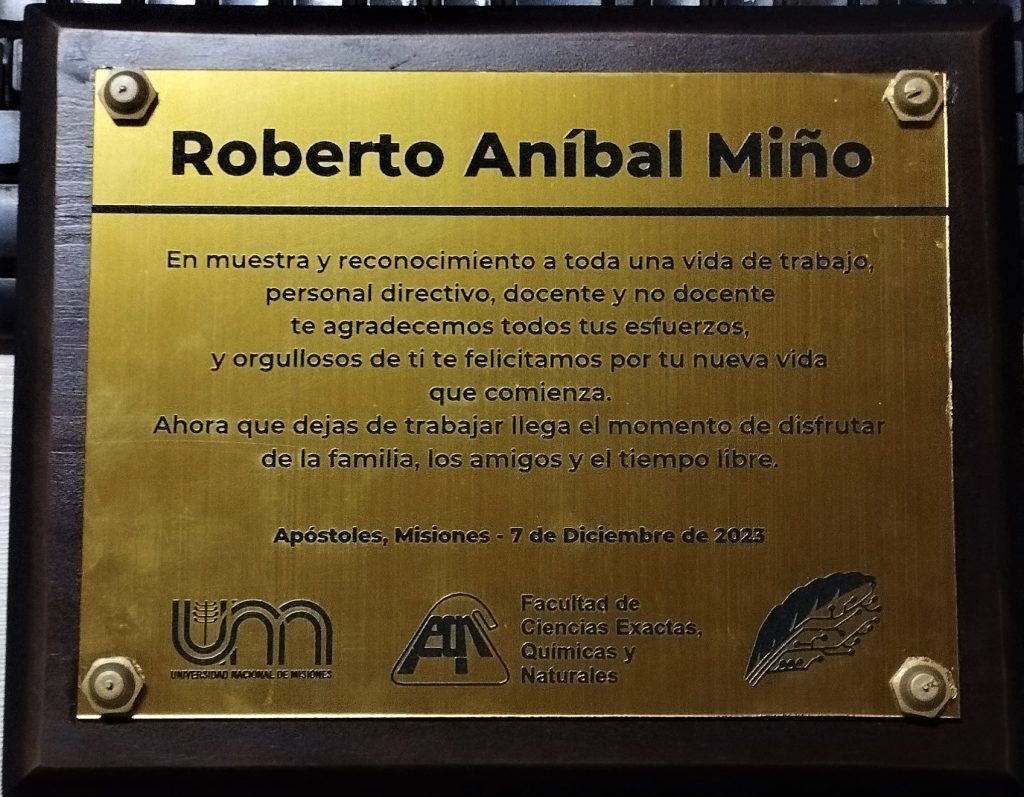 Roberto Aníbal Miño
En muestra y reconocimiento a toda una vida de trabajo,
personal directivo, docente y no docente
te agradecemos todos tus esfuerzos,
y orgullosos de ti te felicitamos por tu nueva vida
que comienza.
Ahora que dejas de trabajar llega el momento de disfrutar
de la familia, los amigos y el tiempo libre.
Apóstoles, Misiones - 7 de Diciembre de 2023
UNIVERSIDAD NACIONAL DE MISIONES
Facultad de
Ciencias Exactas,
Químicas y
Naturales